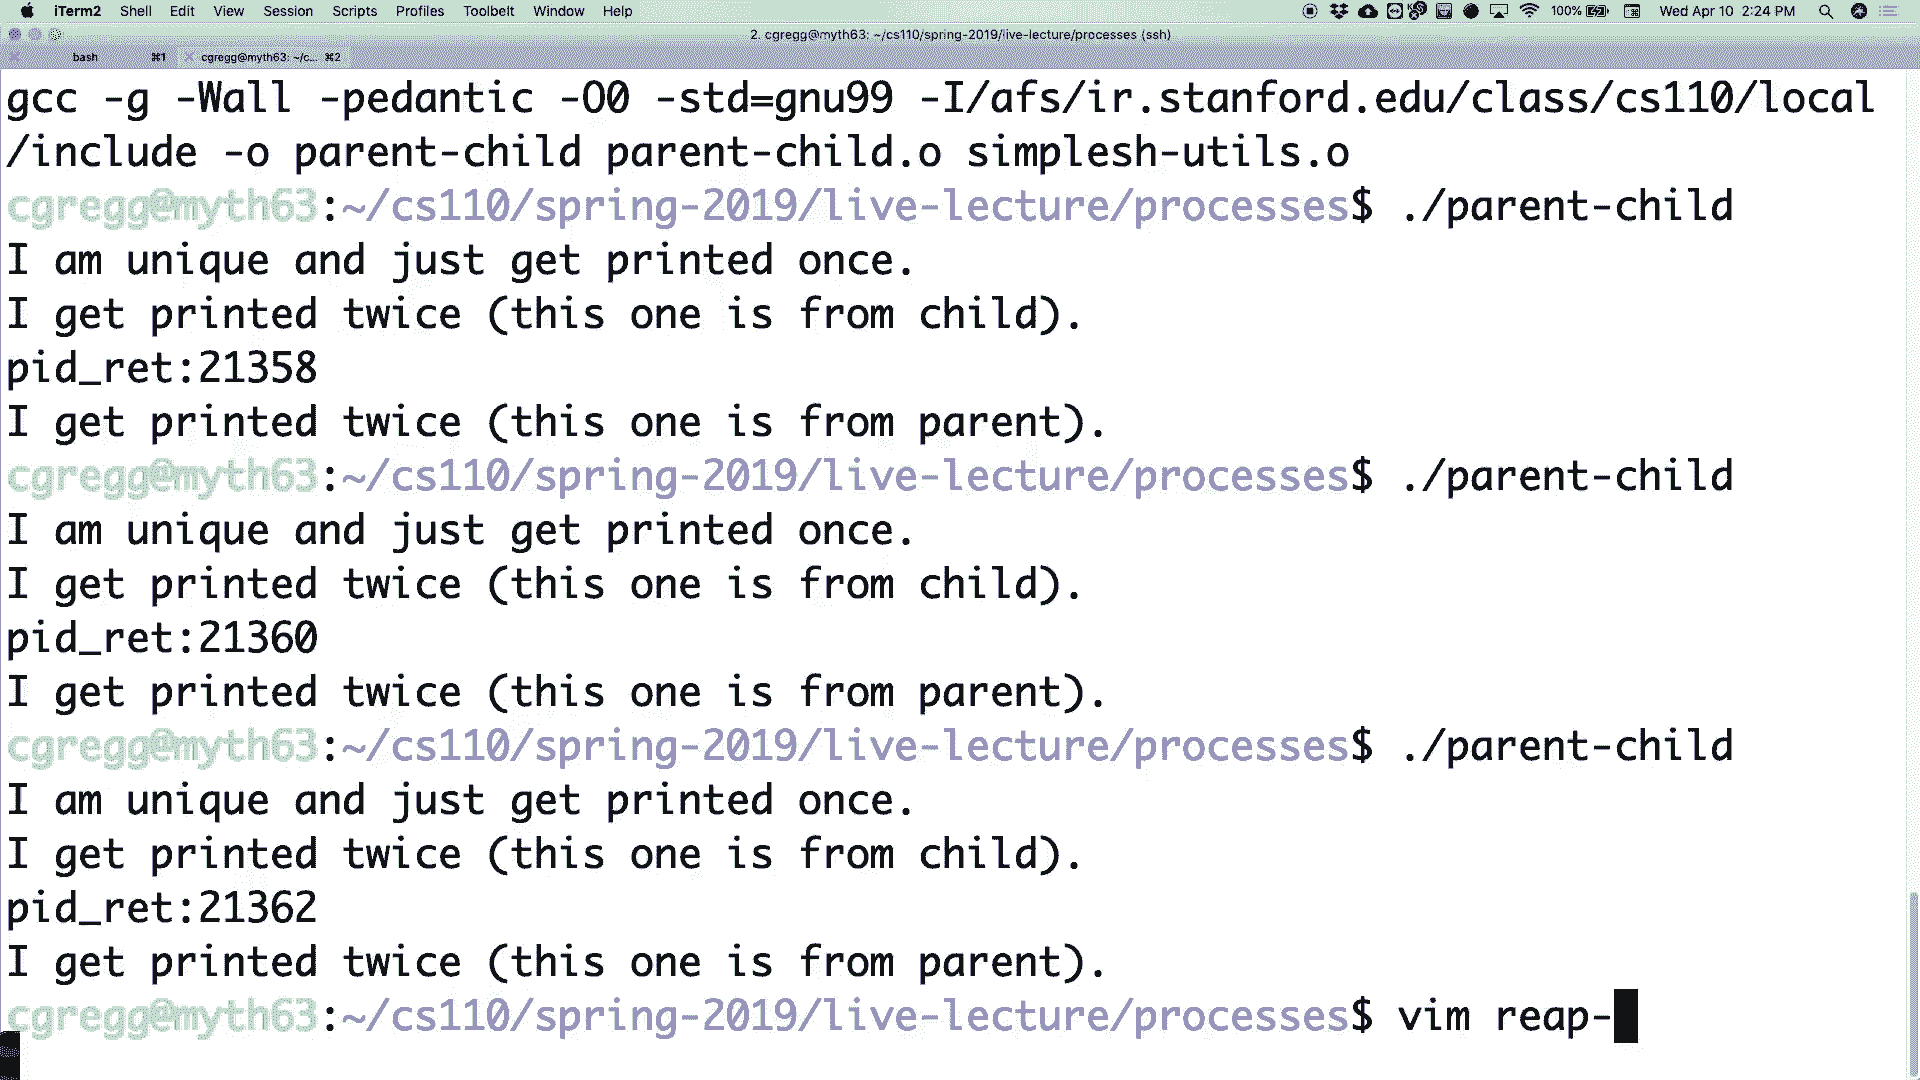 iTerm2 Shell Edit View Session Scripts Profiles Toolbelt Window Help 100% Wed Apr 10 2:24 PM
2. cgregg@myth63: ~/cs110/spring-2019/live-lecture/processes (ssh)
bash ⌘1 cgregg@myth63: ~/c... ⌘2
gcc -g -Wall -pedantic -O0 -std=gnu99 -I/afs/ir.stanford.edu/class/cs110/local
/include -o parent-child parent-child.o simplesh-utils.o
cgregg@myth63:~/cs110/spring-2019/live-lecture/processes$ ./parent-child
I am unique and just get printed once.
I get printed twice (this one is from child).
pid_ret:21358
I get printed twice (this one is from parent).
cgregg@myth63:~/cs110/spring-2019/live-lecture/processes$ ./parent-child
I am unique and just get printed once.
I get printed twice (this one is from child).
pid_ret:21360
I get printed twice (this one is from parent).
cgregg@myth63:~/cs110/spring-2019/live-lecture/processes$ ./parent-child
I am unique and just get printed once.
I get printed twice (this one is from child).
pid_ret:21362
I get printed twice (this one is from parent).
cgregg@myth63:~/cs110/spring-2019/live-lecture/processes$ vim reap-